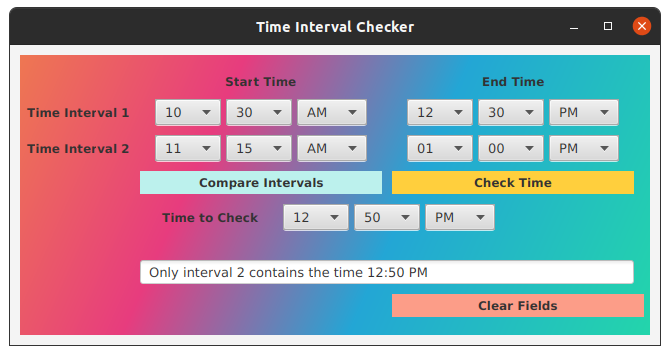 Time Interval Checker
Start Time End Time
Time Interval 1 10 30 AM 12 30 PM
Time Interval 2 11 15 AM 01 00 PM
Compare Intervals Check Time
Time to Check 12 50 PM
Only interval 2 contains the time 12:50 PM
Clear Fields